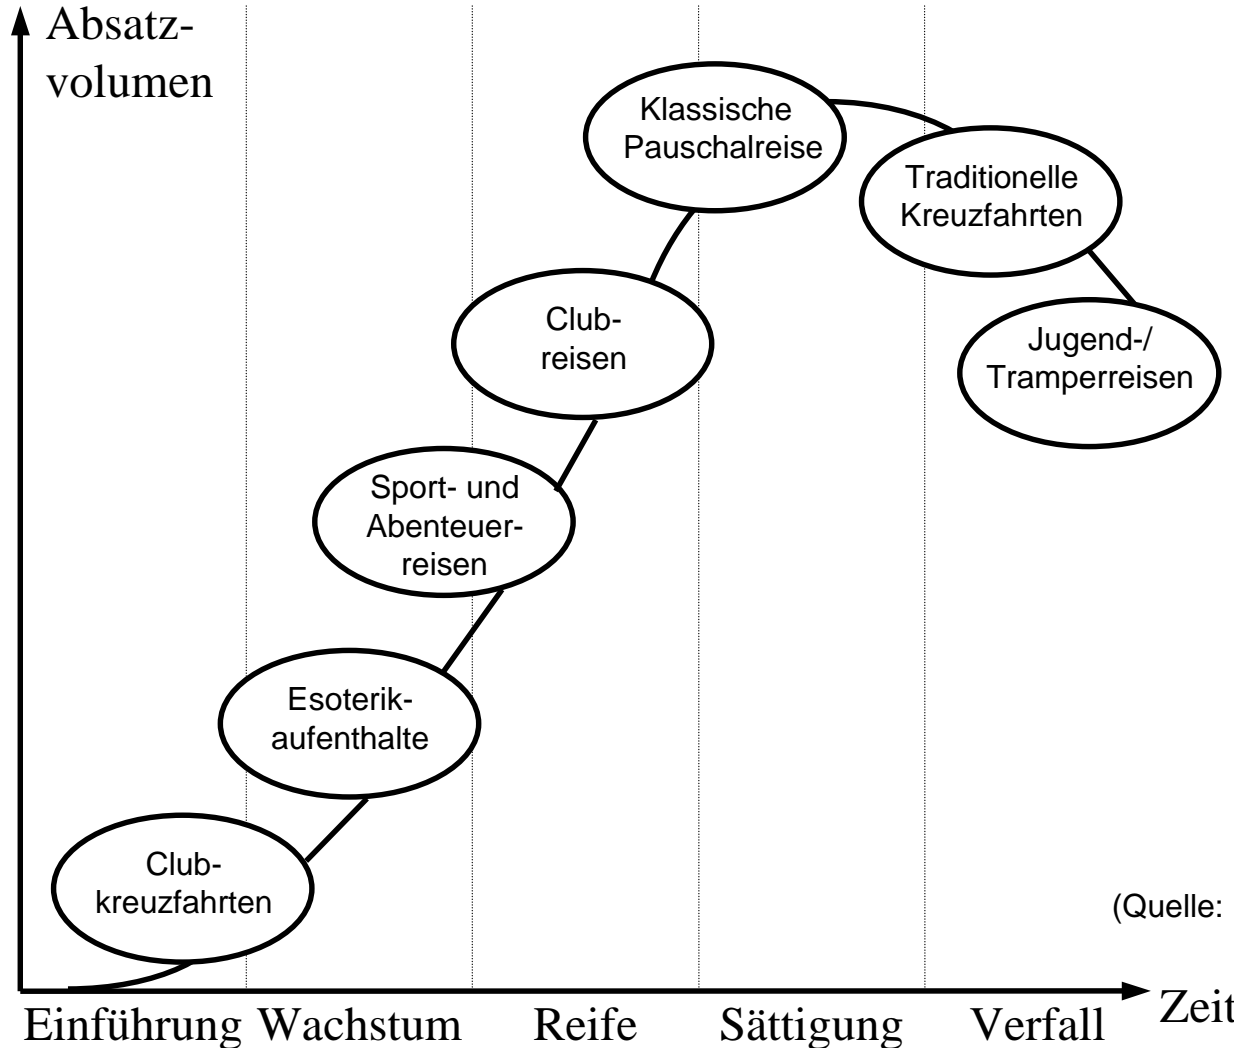 Absatz-
volumen
Klassische
Pauschalreise
Traditionelle
Kreuzfahrten
Club-
reisen
Jugend-/
Tramperreisen
Sport- und
Abenteuer-
reisen
Esoterik-
aufenthalte
Club-
kreuzfahrten
(Quelle:
Einführung Wachstum Reife Sättigung Verfall Zeit